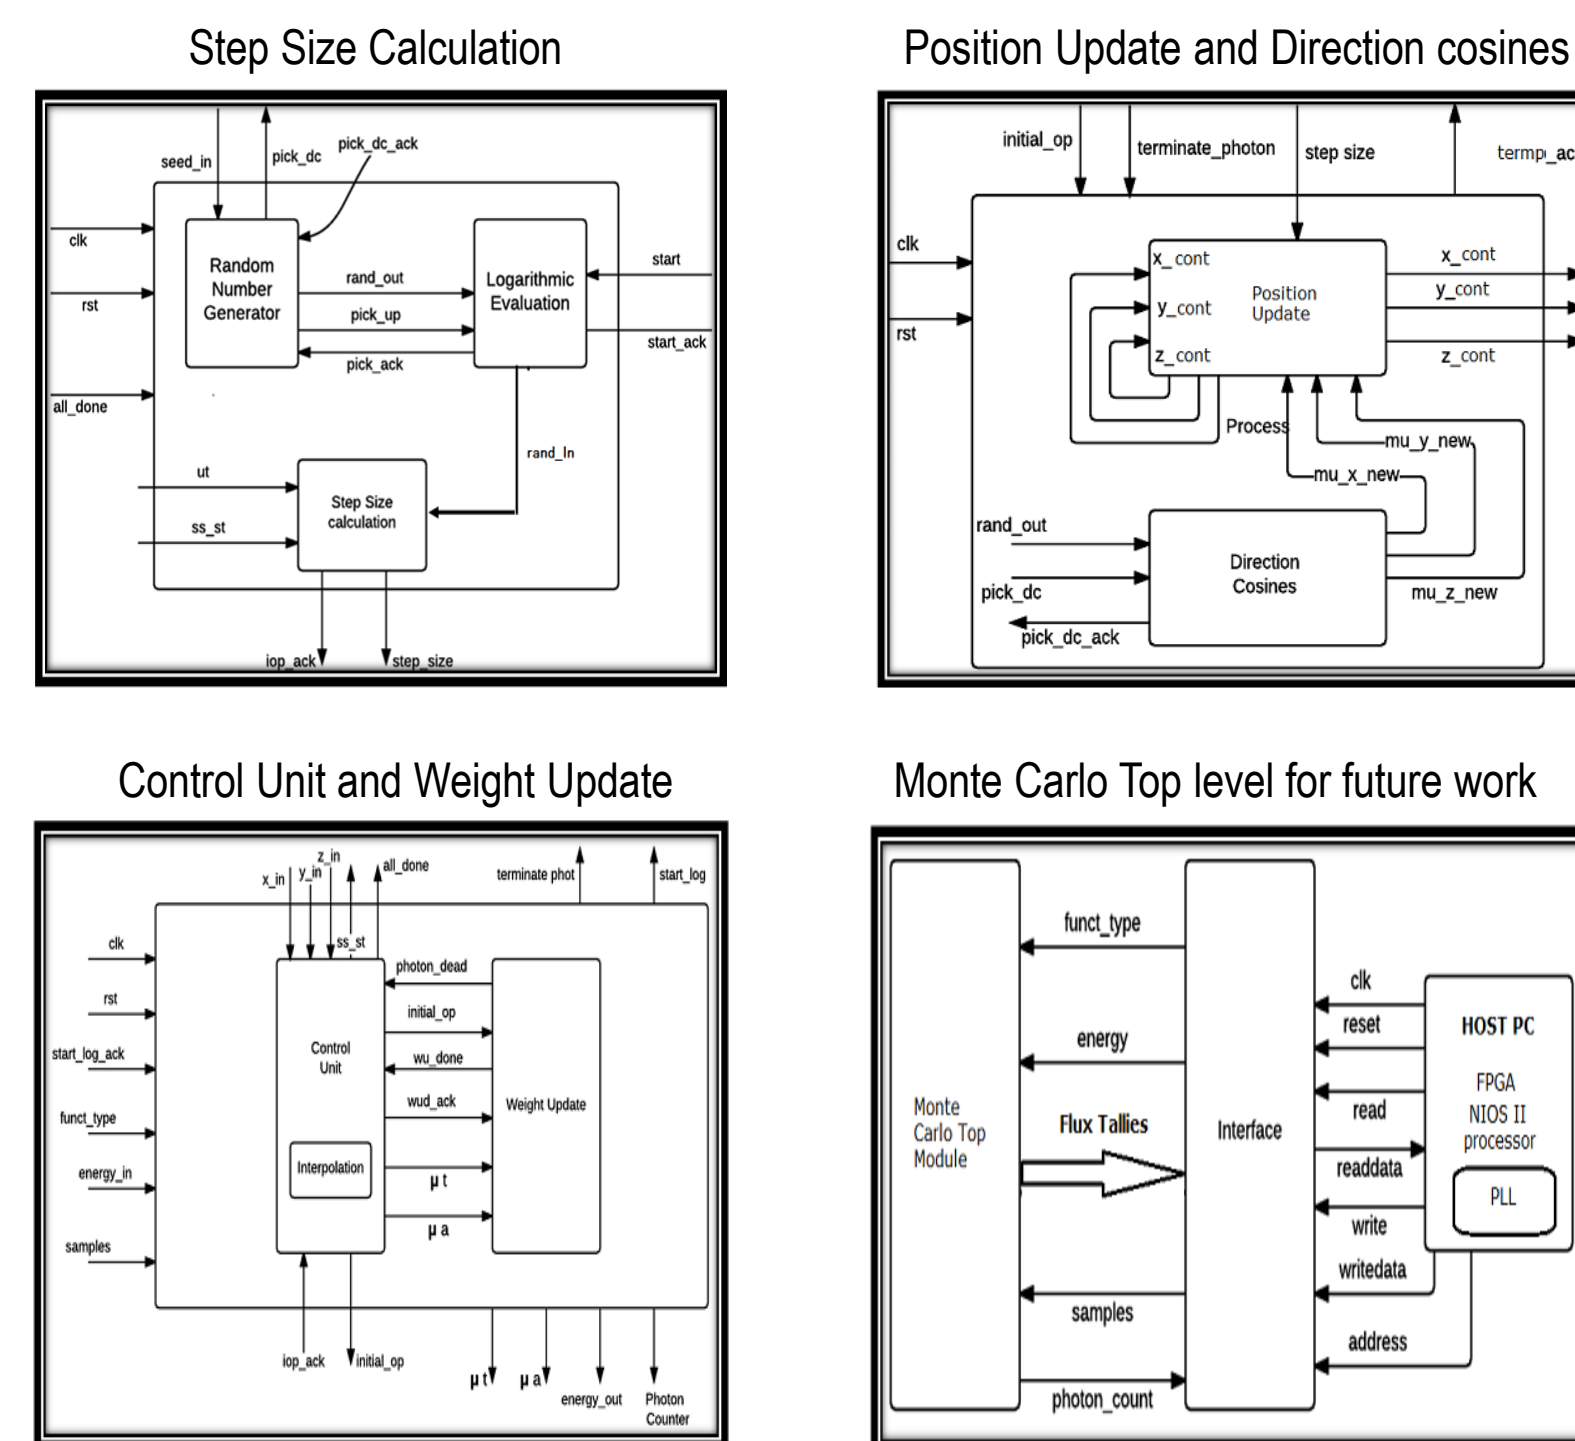 Step Size Calculation
seed_in
pick_dc
pick_dc_ack
clk
rst
all_done
Random
Number
Generator
rand_out
pick_up
pick_ack
Logarithmic
Evaluation
start
start_ack
rand_ln
ut
ss_st
Step Size
calculation
iop_ack
step_size
Position Update and Direction cosines
initial_op
terminate_photon
step size
clk
rst
x_cont
y_cont
z_cont
Position
Update
x_cont
y_cont
z_cont
Process
mu_y_new
mu_x_new
mu_z_new
rand_out
pick_dc
pick_dc_ack
Direction
Cosines
Control Unit and Weight Update
x_in
y_in
z_in
all_done
ss_st
terminate phot
start_log
clk
rst
start_log_ack
funct_type
energy_in
samples
Control
Unit
Interpolation
photon_dead
initial_op
wu_done
wud_ack
μ t
μ a
Weight Update
iop_ack
initial_op
μ t
μ a
energy_out
Photon
Counter
Monte Carlo Top level for future work
Monte
Carlo Top
Module
funct_type
energy
Flux Tallies
samples
photon_count
Interface
clk
reset
read
readdata
write
writedata
address
HOST PC
FPGA
NIOS II
processor
PLL